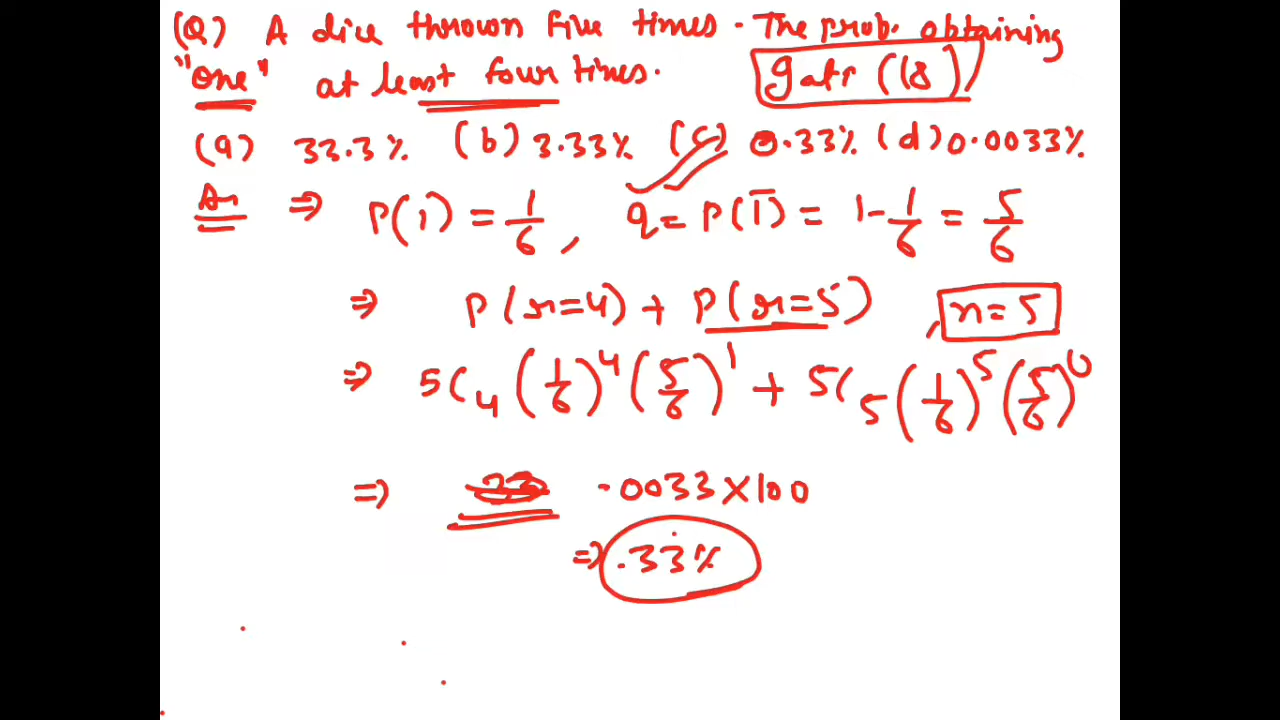 (Q) A dice thrown five times. The prob. obtaining
"one" at least four times. gate (18)
(a) 33.3% (b) 3.33% (c) 0.33% (d) 0.0033%
An ⇒ P(1) = 1/6, q = P(1̅) = 1 - 1/6 = 5/6
⇒ P(r=4) + P(r=5), n=5
⇒ 5C₄ (1/6)⁴ (5/6)¹ + 5C₅ (1/6)⁵ (5/6)⁰
⇒ .0033 × 100
⇒ .33%